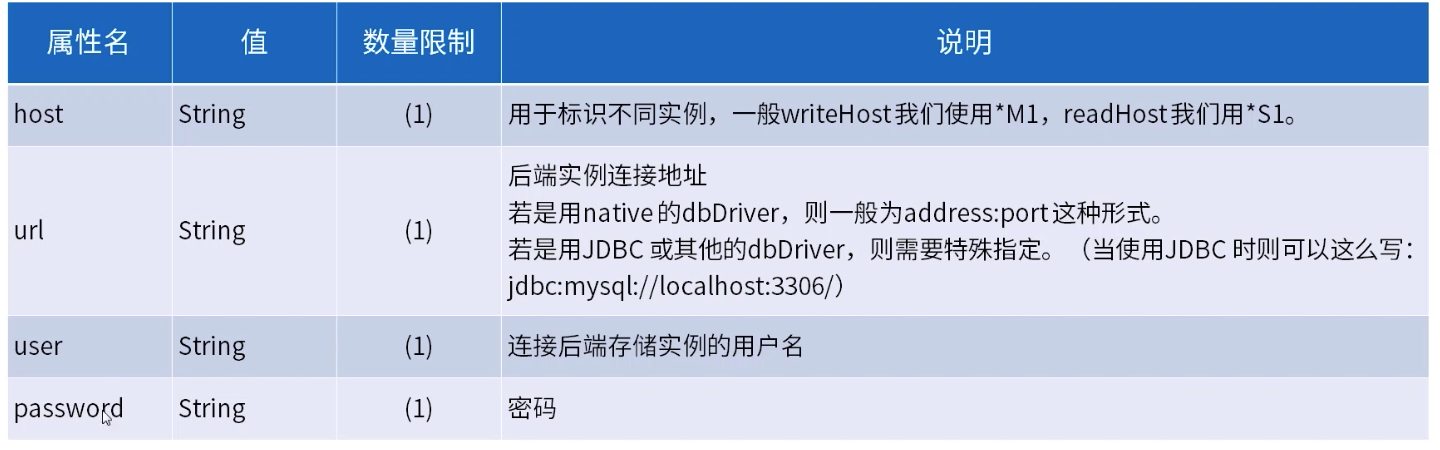 属性名 值 数量限制 说明
host String (1) 用于标识不同实例，一般writeHost我们使用*M1，readHost我们用*S1。
url String (1) 后端实例连接地址
若是用native的dbDriver，则一般为address:port这种形式。
若是用JDBC 或其他的dbDriver，则需要特殊指定。（当使用JDBC 时则可以这么写：
jdbc:mysql://localhost:3306/）
user String (1) 连接后端存储实例的用户名
password String (1) 密码